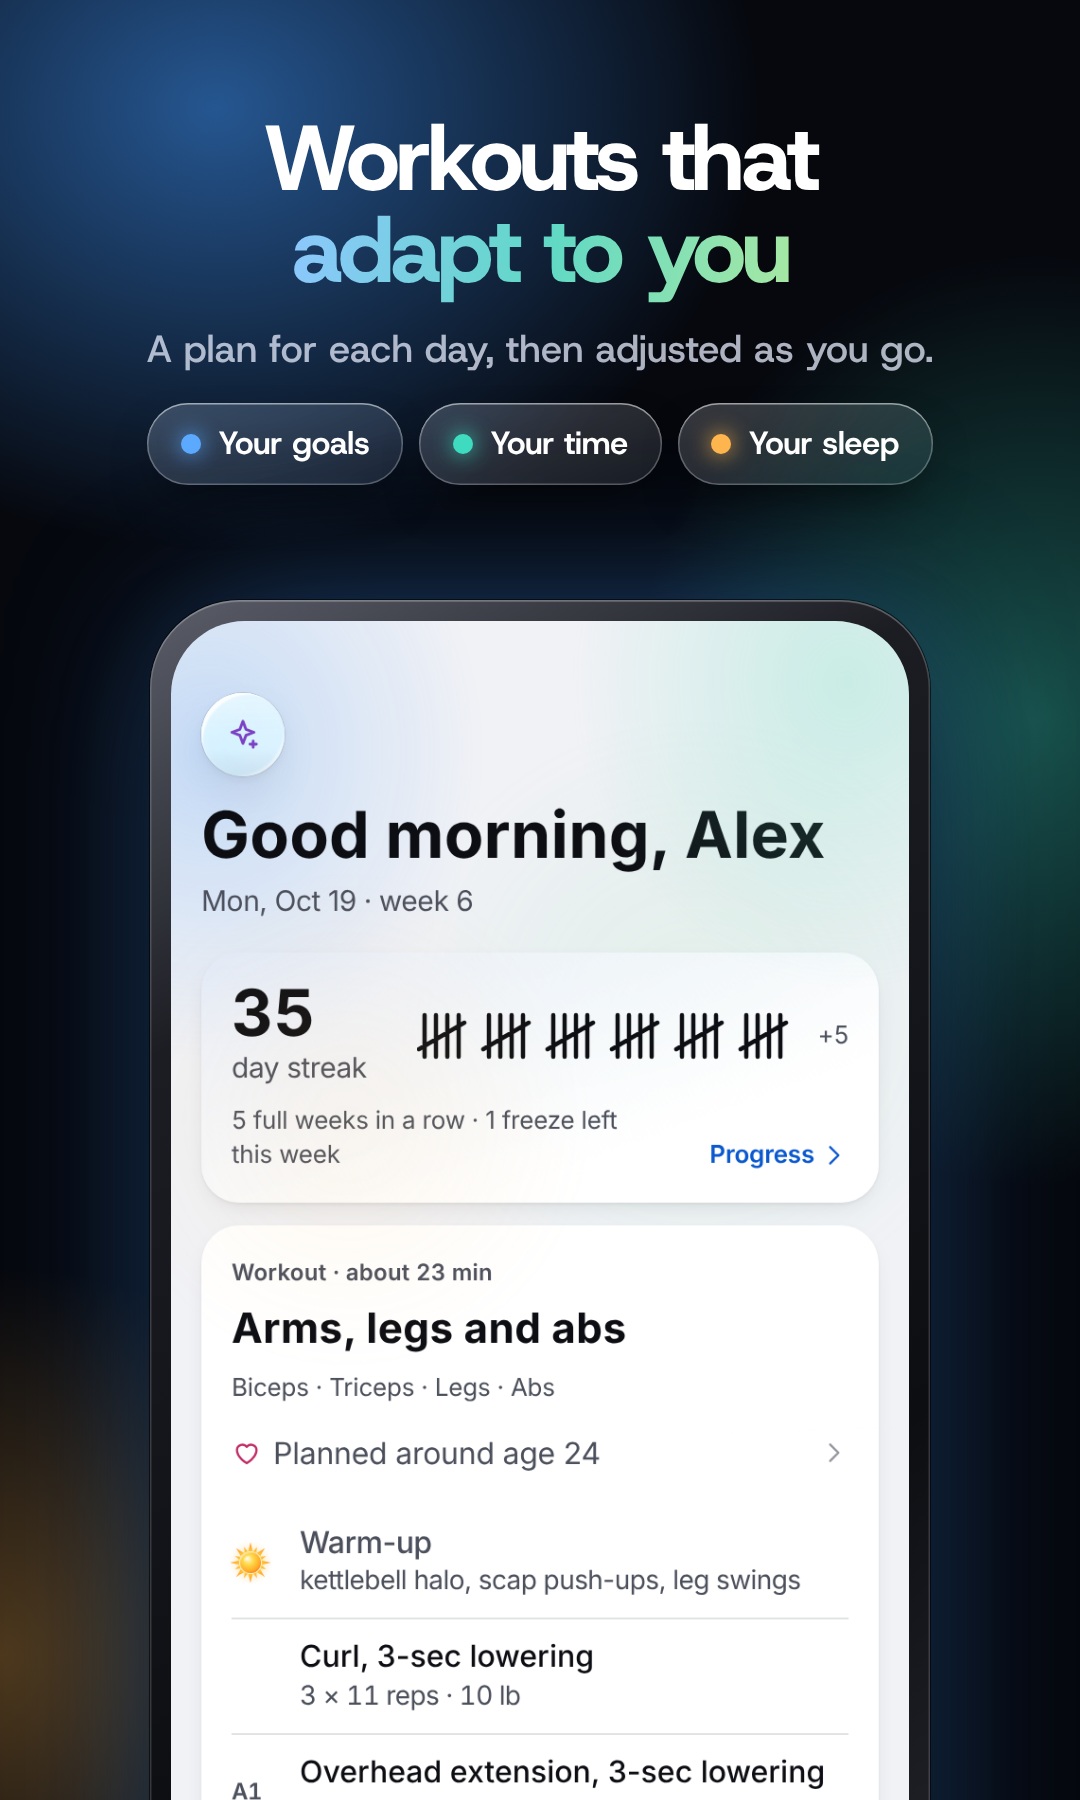 Workouts that
adapt to you
A plan for each day, then adjusted as you go.
Your goals
Your time
Your sleep
Good morning, Alex
Mon, Oct 19 · week 6
35
day streak
+5
5 full weeks in a row · 1 freeze left
this week
Progress
Workout · about 23 min
Arms, legs and abs
Biceps · Triceps · Legs · Abs
Planned around age 24
Warm-up
kettlebell halo, scap push-ups, leg swings
Curl, 3-sec lowering
3 × 11 reps · 10 lb
A1
Overhead extension, 3-sec lowering